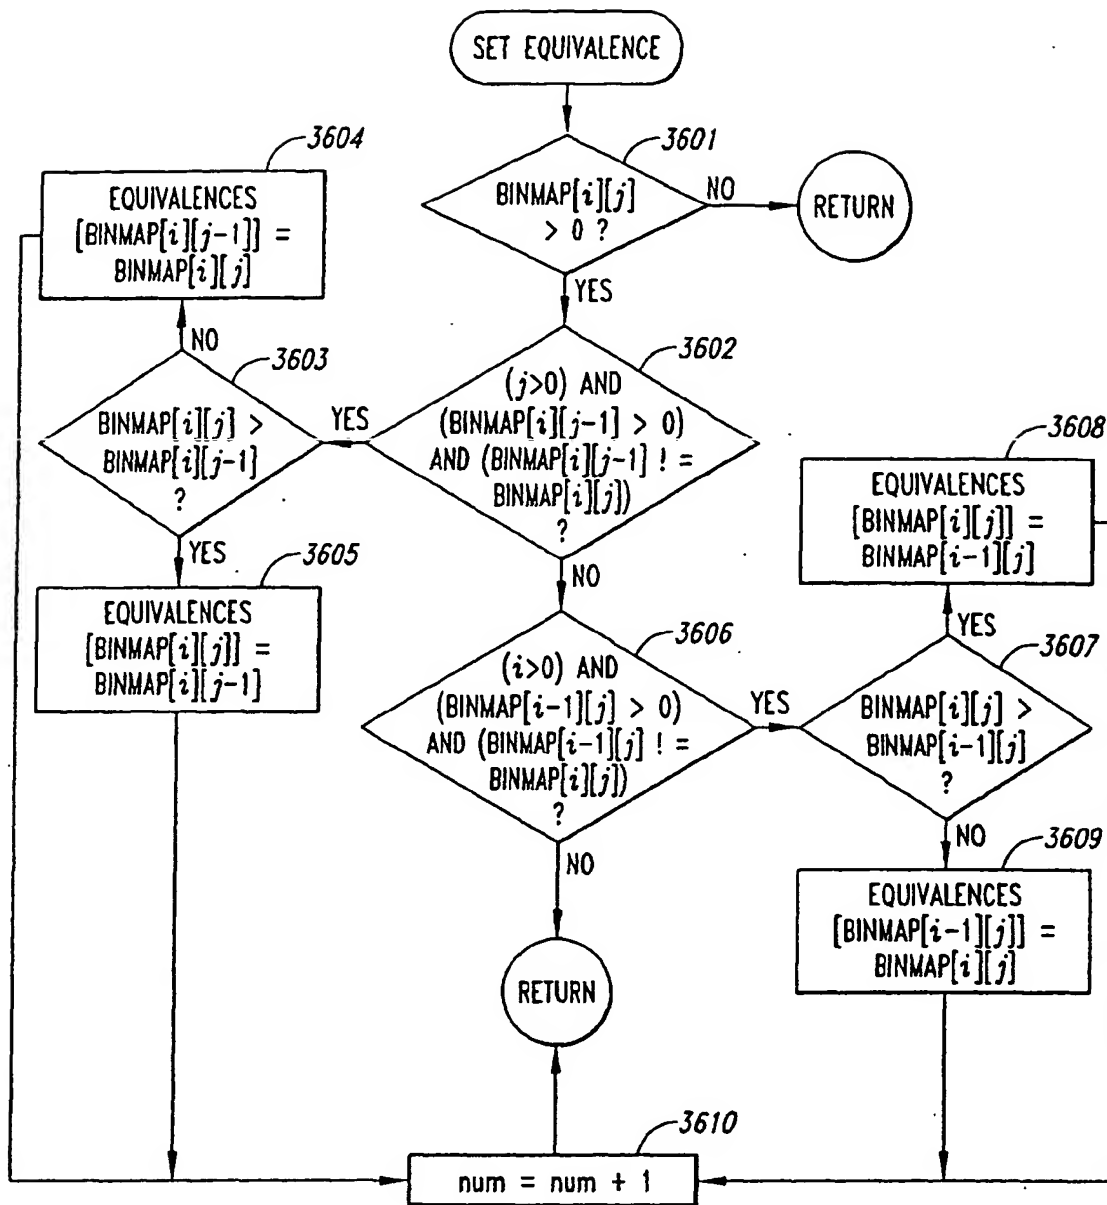 SET EQUIVALENCE
3601
BINMAP[i][j]
> 0 ?
NO
RETURN
YES
3602
(j>0) AND
(BINMAP[i][j-1] > 0)
AND (BINMAP[i][j-1] ! =
BINMAP[i][j])
?
YES
NO
3603
BINMAP[i][j] >
BINMAP[i][j-1]
?
NO
YES
3604
EQUIVALENCES
[BINMAP[i][j-1]] =
BINMAP[i][j]
3605
EQUIVALENCES
[BINMAP[i][j]] =
BINMAP[i][j-1]
3606
(i>0) AND
(BINMAP[i-1][j] > 0)
AND (BINMAP[i-1][j] ! =
BINMAP[i][j])
?
YES
NO
3607
BINMAP[i][j] >
BINMAP[i-1][j]
?
YES
NO
3608
EQUIVALENCES
[BINMAP[i][j]] =
BINMAP[i-1][j]
3609
EQUIVALENCES
[BINMAP[i-1][j]] =
BINMAP[i][j]
RETURN
3610
num = num + 1